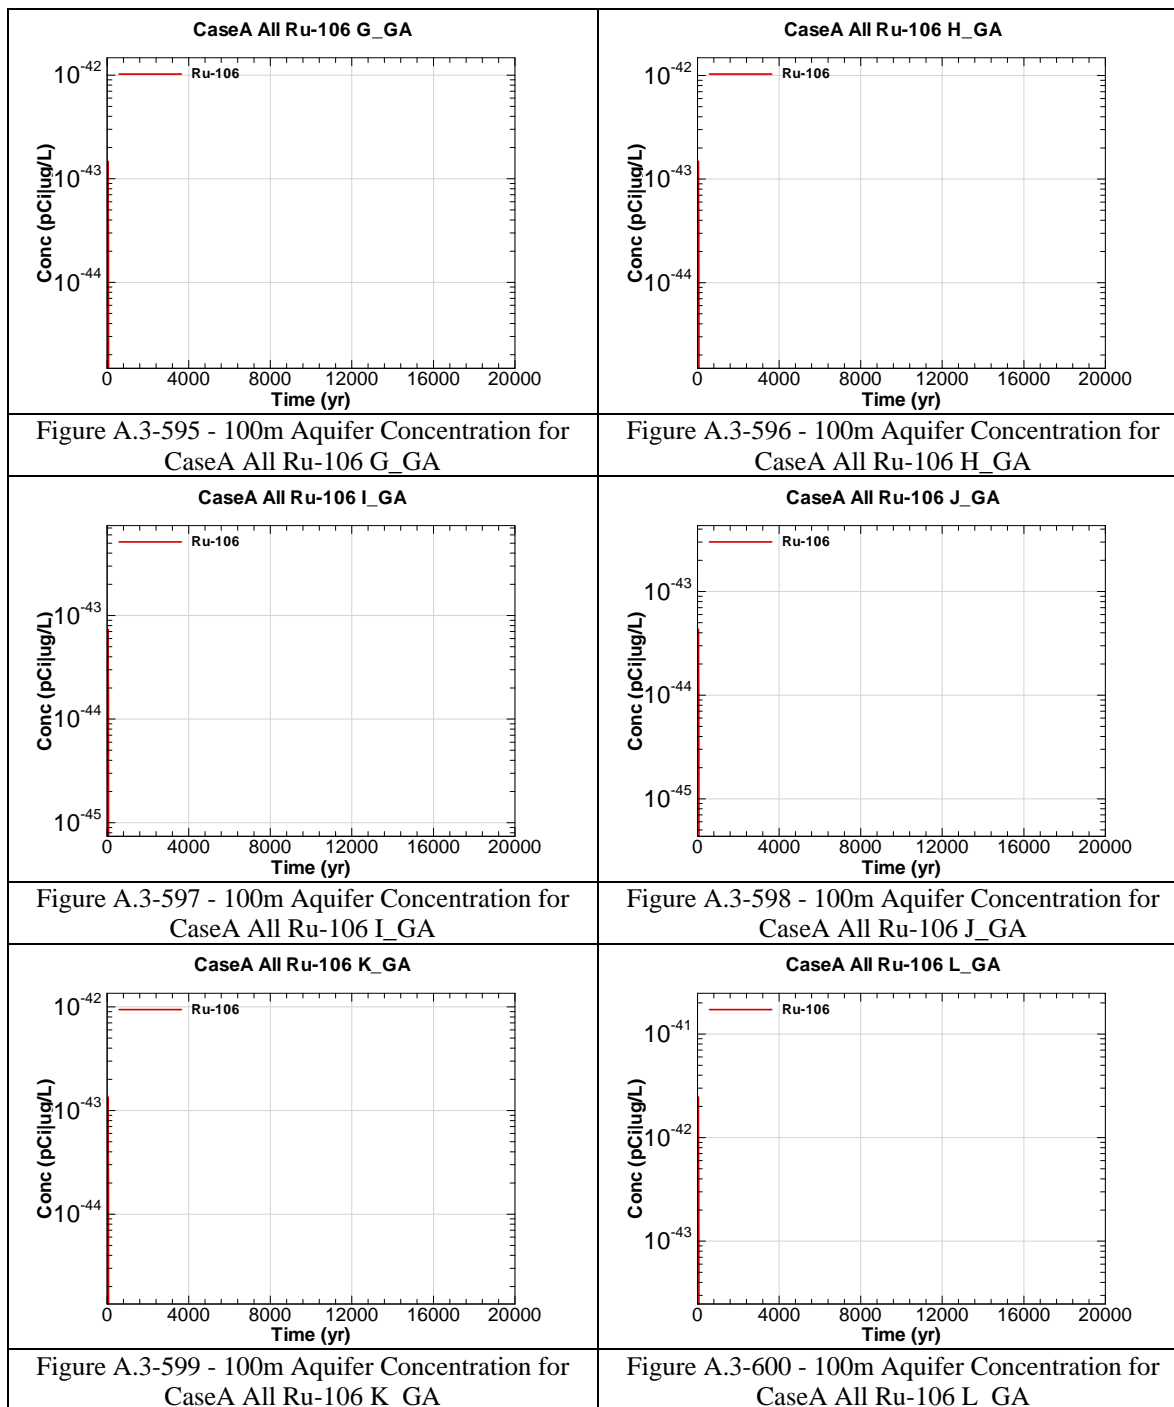 CaseA All Ru-106 G_GA
Ru-106
10-42
10-43
10-44
Conc (pCi|ug/L)
0 4000 8000 12000 16000 20000
Time (yr)
Figure A.3-595 - 100m Aquifer Concentration for
CaseA All Ru-106 G_GA
CaseA All Ru-106 H_GA
Ru-106
10-42
10-43
10-44
Conc (pCi|ug/L)
0 4000 8000 12000 16000 20000
Time (yr)
Figure A.3-596 - 100m Aquifer Concentration for
CaseA All Ru-106 H_GA
CaseA All Ru-106 I_GA
Ru-106
10-43
10-44
10-45
Conc (pCi|ug/L)
0 4000 8000 12000 16000 20000
Time (yr)
Figure A.3-597 - 100m Aquifer Concentration for
CaseA All Ru-106 I_GA
CaseA All Ru-106 J_GA
Ru-106
10-43
10-44
10-45
Conc (pCi|ug/L)
0 4000 8000 12000 16000 20000
Time (yr)
Figure A.3-598 - 100m Aquifer Concentration for
CaseA All Ru-106 J_GA
CaseA All Ru-106 K_GA
Ru-106
10-42
10-43
10-44
Conc (pCi|ug/L)
0 4000 8000 12000 16000 20000
Time (yr)
Figure A.3-599 - 100m Aquifer Concentration for
CaseA All Ru-106 K_GA
CaseA All Ru-106 L_GA
Ru-106
10-41
10-42
10-43
Conc (pCi|ug/L)
0 4000 8000 12000 16000 20000
Time (yr)
Figure A.3-600 - 100m Aquifer Concentration for
CaseA All Ru-106 L_GA